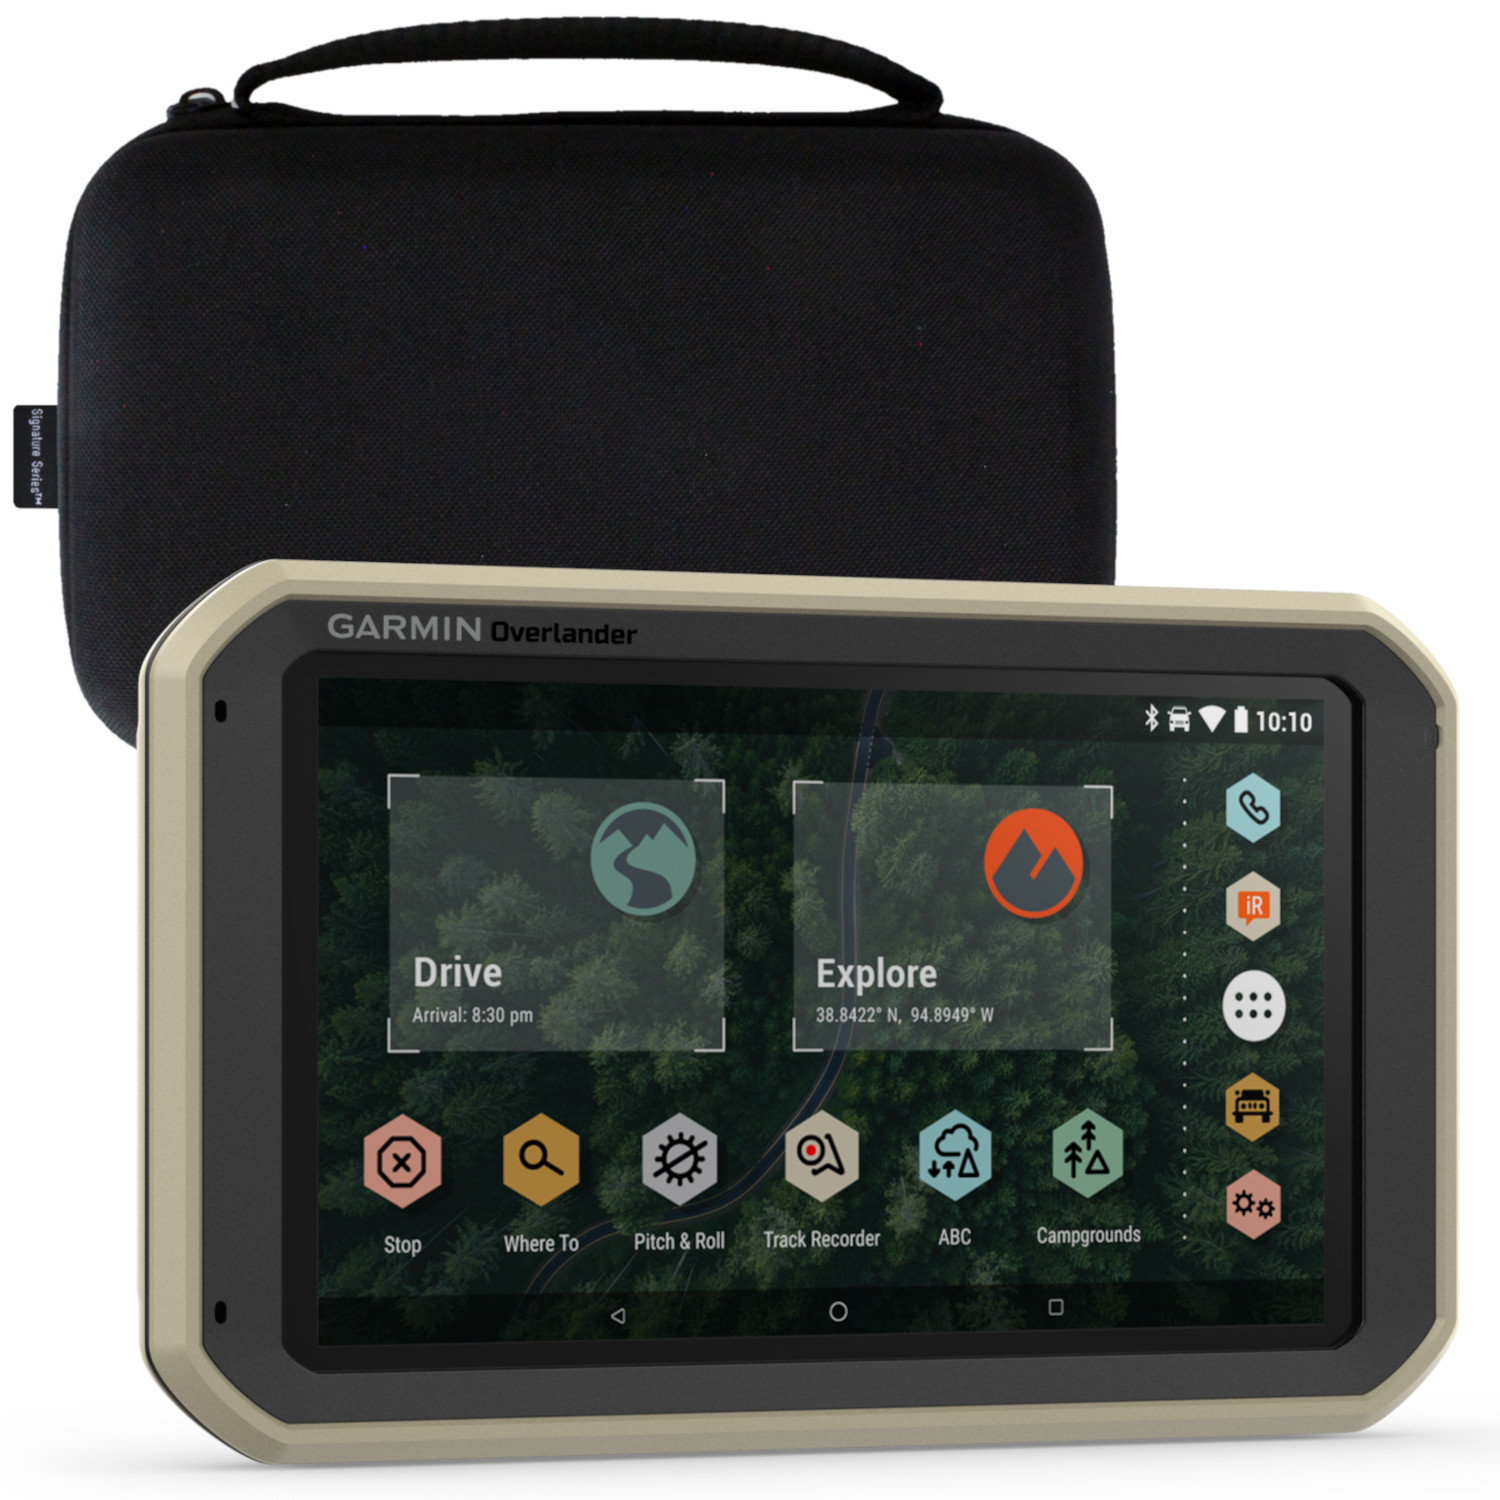 Signature Series™
GARMIN Overlander
10:10
iR
Drive
Arrival: 8:30 pm
Explore
38.8422° N, 94.8949° W
Stop
Where To
Pitch & Roll
Track Recorder
ABC
Campgrounds